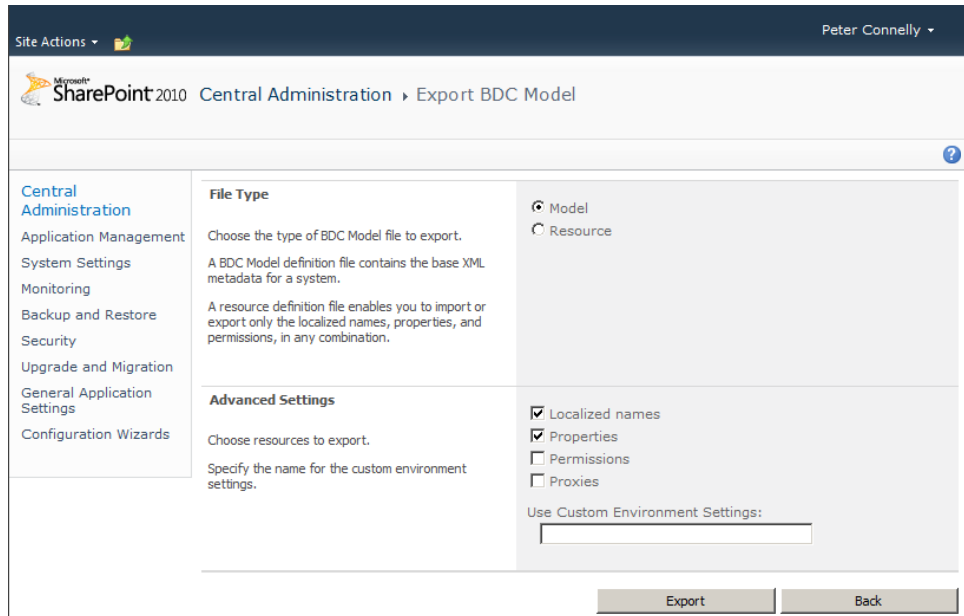 Site Actions
Peter Connelly
Microsoft
SharePoint 2010 Central Administration Export BDC Model
Central
Administration
Application Management
System Settings
Monitoring
Backup and Restore
Security
Upgrade and Migration
General Application
Settings
Configuration Wizards
File Type
Choose the type of BDC Model file to export.
A BDC Model definition file contains the base XML
metadata for a system.
A resource definition file enables you to import or
export only the localized names, properties, and
permissions, in any combination.
Model
Resource
Advanced Settings
Choose resources to export.
Specify the name for the custom environment
settings.
Localized names
Properties
Permissions
Proxies
Use Custom Environment Settings:
Export
Back